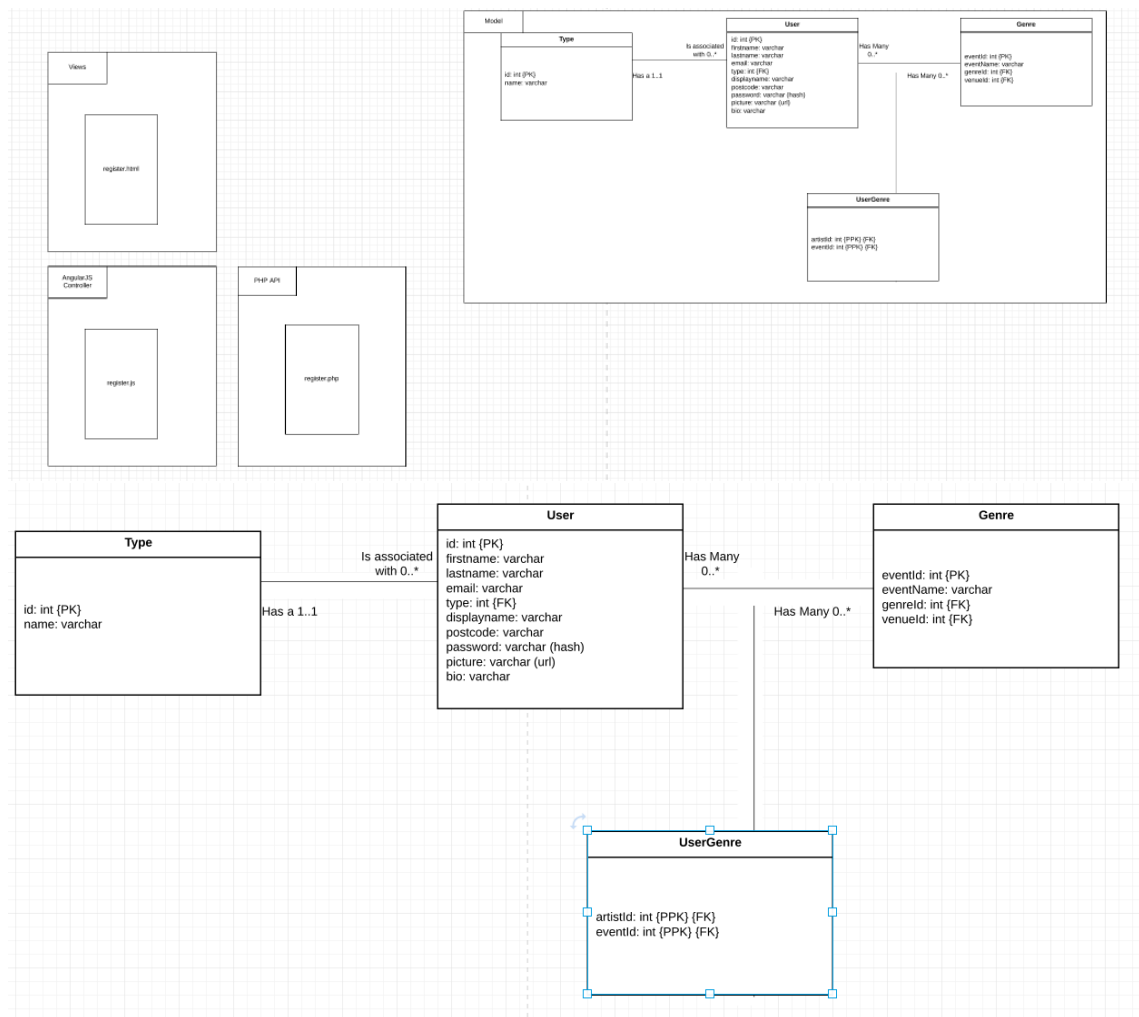 Views
register.html
AngularJS
Controller
register.js
PHP API
register.php
Model
Type
id: int {PK}
name: varchar
Is associated
with 0..*
Has a 1..1
User
id: int {PK}
firstname: varchar
lastname: varchar
email: varchar
type: int {FK}
displayname: varchar
postcode: varchar
password: varchar (hash)
picture: varchar (url)
bio: varchar
Has Many
0..*
Has Many 0..*
Genre
eventId: int {PK}
eventName: varchar
genreId: int {FK}
venueId: int {FK}
UserGenre
artistId: int {PPK} {FK}
eventId: int {PPK} {FK}
Type
id: int {PK}
name: varchar
Is associated
with 0..*
Has a 1..1
User
id: int {PK}
firstname: varchar
lastname: varchar
email: varchar
type: int {FK}
displayname: varchar
postcode: varchar
password: varchar (hash)
picture: varchar (url)
bio: varchar
Has Many
0..*
Has Many 0..*
Genre
eventId: int {PK}
eventName: varchar
genreId: int {FK}
venueId: int {FK}
UserGenre
artistId: int {PPK} {FK}
eventId: int {PPK} {FK}